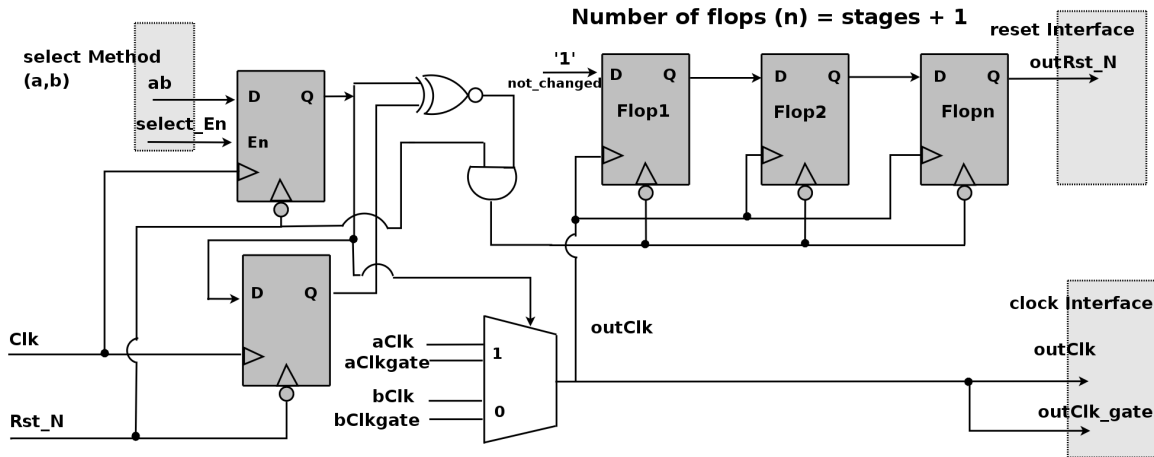 Number of flops (n) = stages + 1
select Method
(a,b)
ab
select_En
D Q
En
'1'
not_changed
D Q
Flop1
D Q
Flop2
D Q
Flopn
reset Interface
outRst_N
D Q
Clk
Rst_N
aClk
aClkgate
bClk
bClkgate
1
0
outClk
clock Interface
outClk
outClk_gate